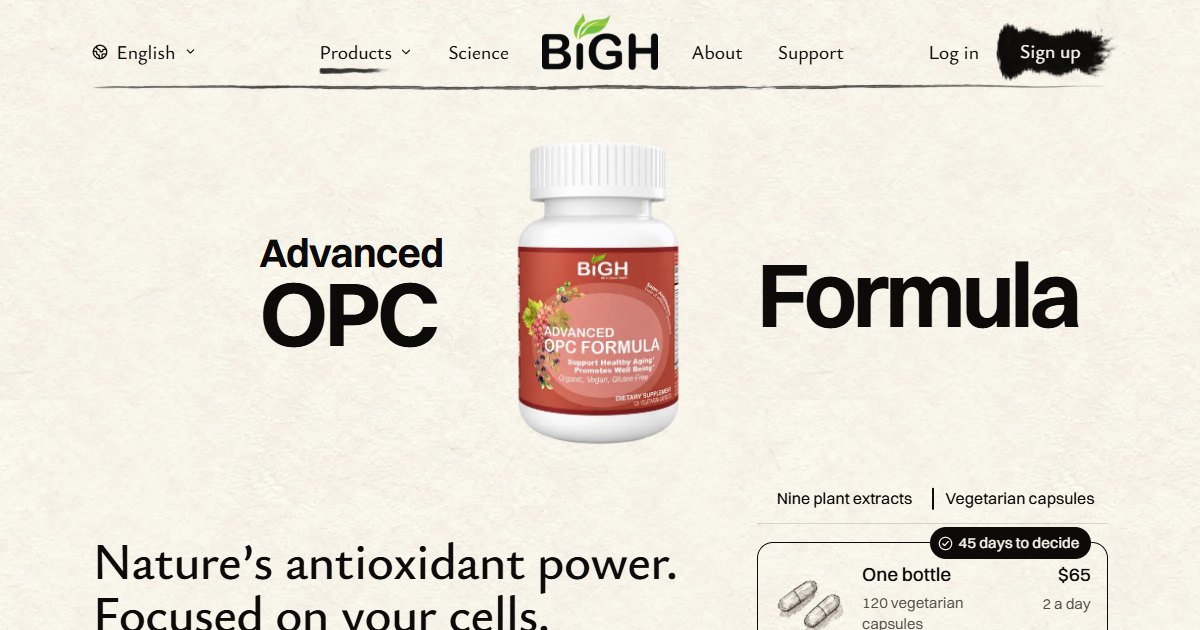 English
Products
Science
BiGH
About
Support
Log in
Sign up
Advanced
OPC
Formula
BiGH
ADVANCED
OPC FORMULA
Support Healthy Aging*
Promotes Well Being*
Organic, Vegan, Gluten Free
DIETARY SUPPLEMENT
Nine plant extracts
Vegetarian capsules
45 days to decide
Nature’s antioxidant power.
Focused on your cells.
One bottle
$65
120 vegetarian
capsules
2 a day